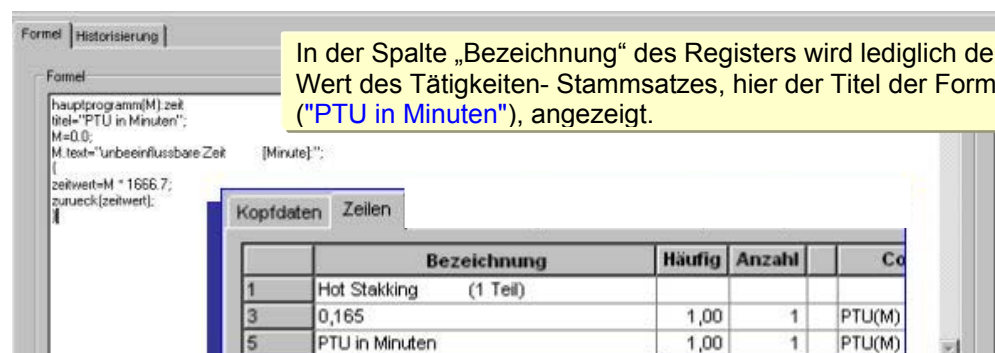 Formel Historisierung
In der Spalte „Bezeichnung“ des Registers wird lediglich de
Wert des Tätigkeiten- Stammsatzes, hier der Titel der Form
("PTU in Minuten"), angezeigt.
Formel
hauptprogramm(M):zeit
titel="PTU in Minuten";
M=0.0;
M.text="unbeeinflussbare Zeit [Minute]:";
{
zeitwert=M * 1666.7;
zurueck(zeitwert);
}
Kopfdaten Zeilen
Bezeichnung Häufig Anzahl Co
1 Hot Stakking (1 Teil)
3 0,165 1,00 1 PTU(M)
5 PTU in Minuten 1,00 1 PTU(M)